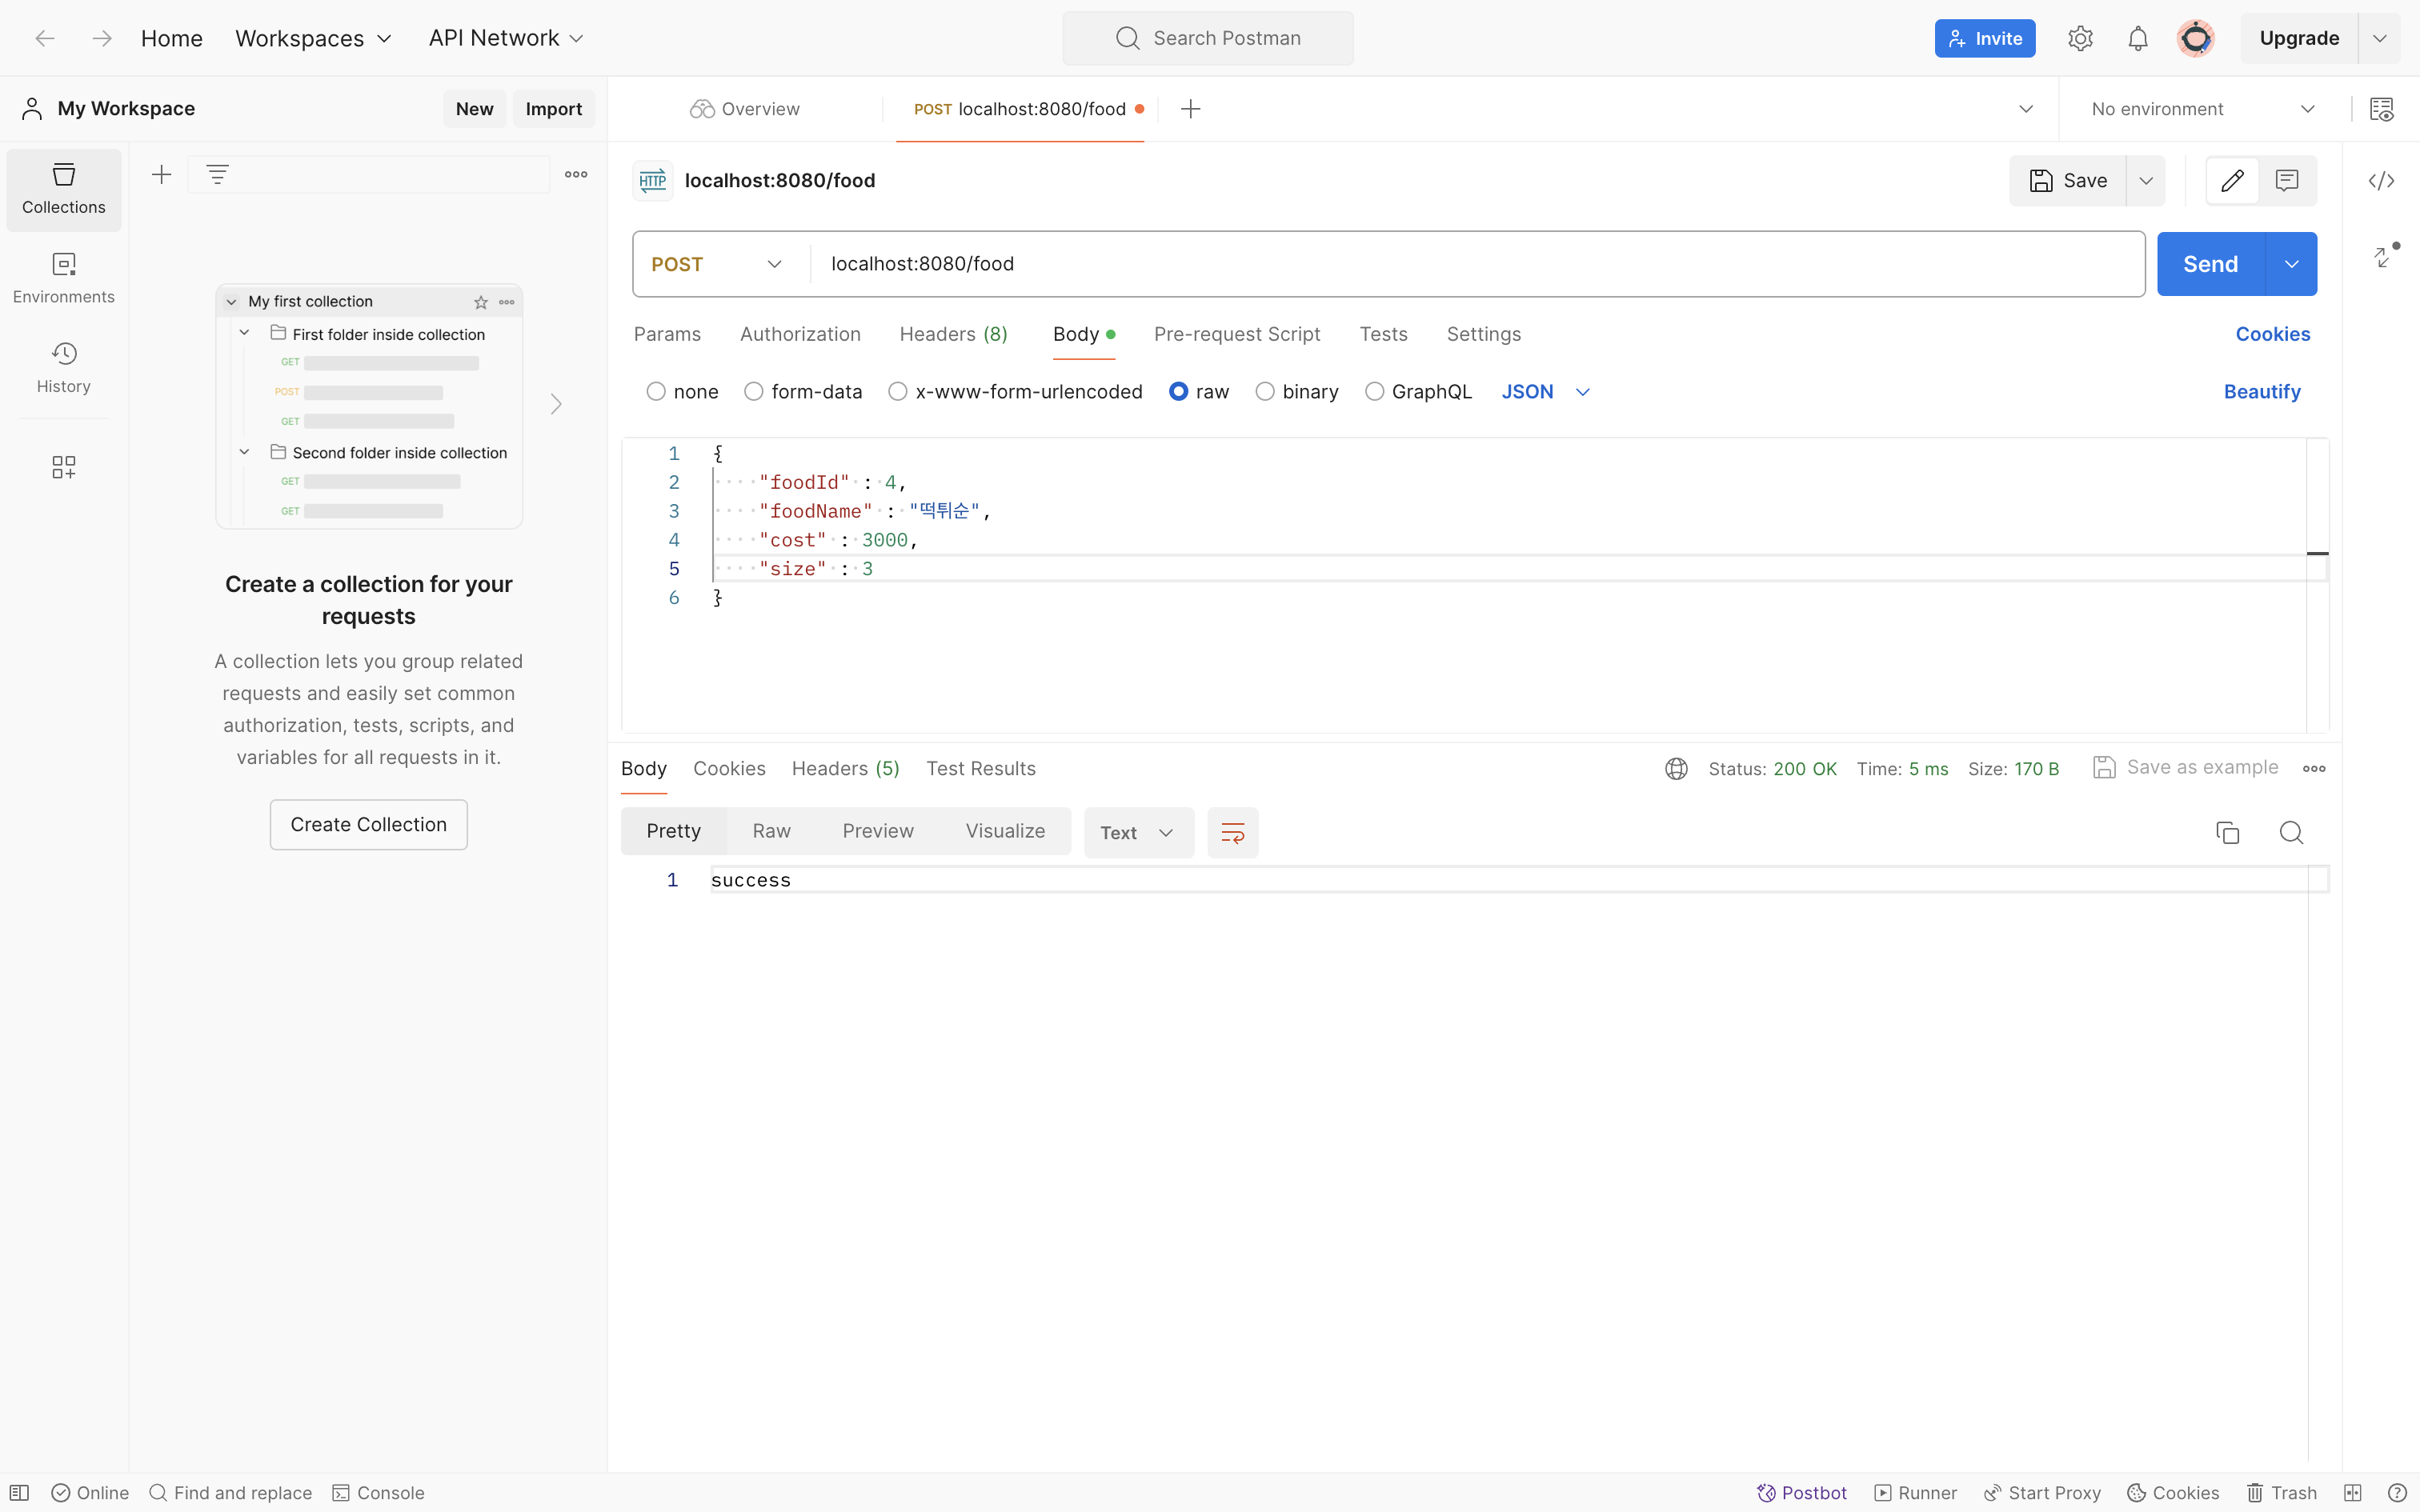 Home Workspaces API Network Search Postman Invite Upgrade
My Workspace New Import Overview POST localhost:8080/food No environment
Collections
Environments
History
My first collection
First folder inside collection
GET
POST
GET
Second folder inside collection
GET
GET
Create a collection for your
requests
A collection lets you group related
requests and easily set common
authorization, tests, scripts, and
variables for all requests in it.
Create Collection
HTTP localhost:8080/food Save
POST localhost:8080/food Send
Params Authorization Headers (8) Body Pre-request Script Tests Settings Cookies
none form-data x-www-form-urlencoded raw binary GraphQL JSON Beautify
1 {
2 "foodId" : 4,
3 "foodName" : "떡튀순",
4 "cost" : 3000,
5 "size" : 3
6 }
Body Cookies Headers (5) Test Results Status: 200 OK Time: 5 ms Size: 170 B Save as example
Pretty Raw Preview Visualize Text
1 success
Online Find and replace Console Postbot Runner Start Proxy Cookies Trash